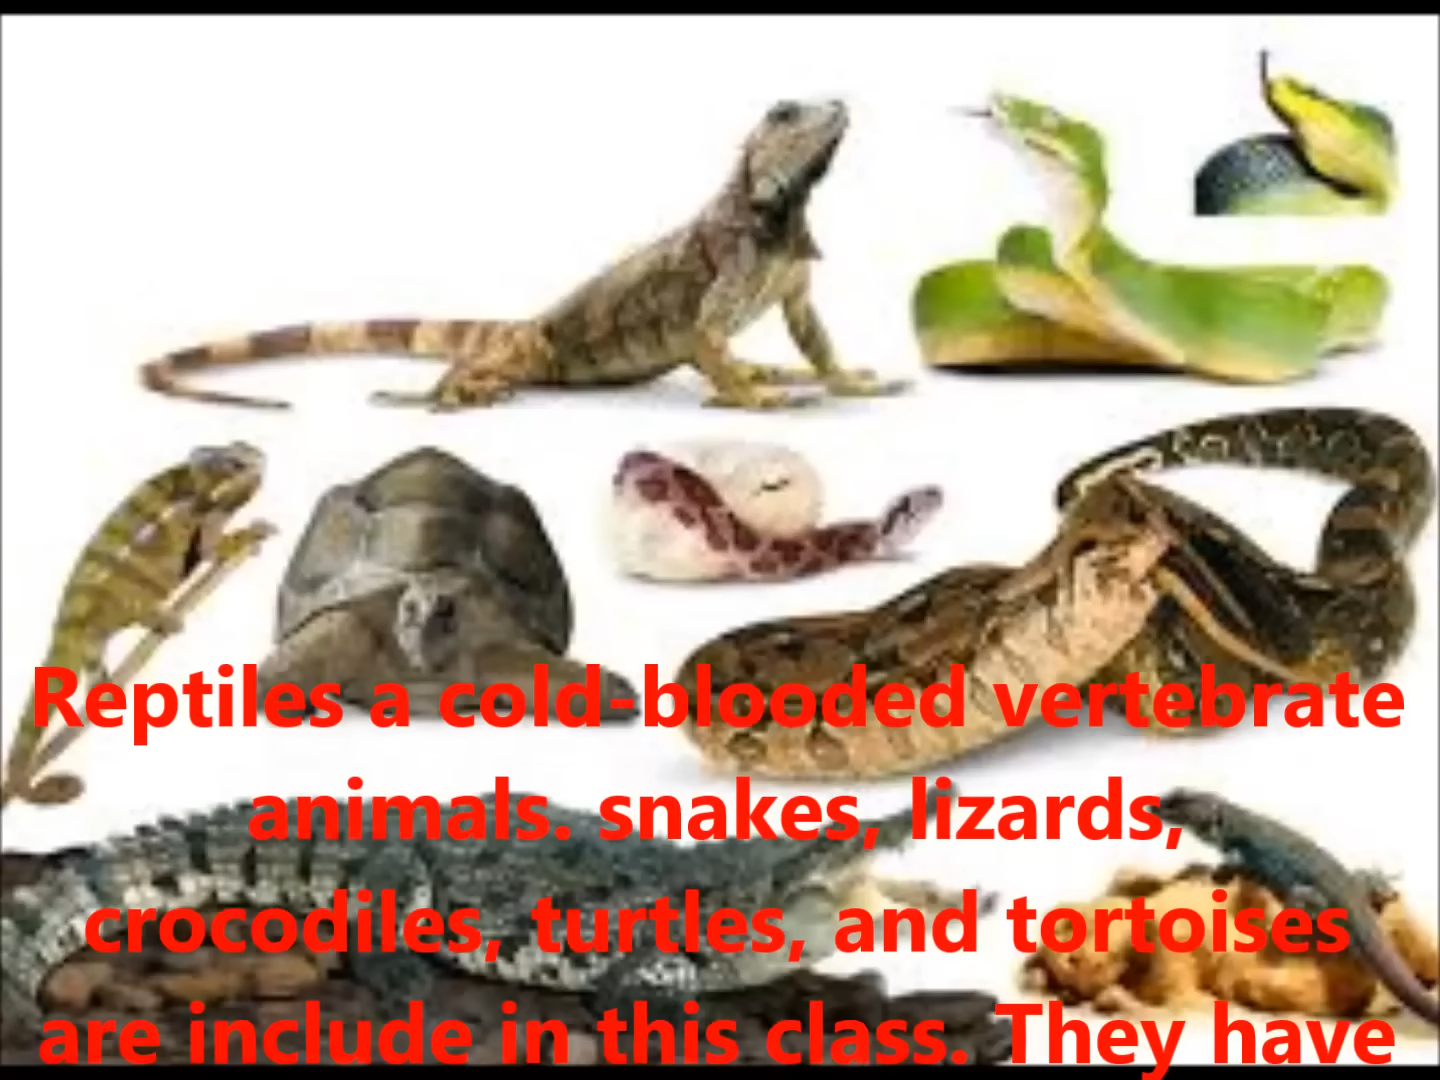 Reptiles a cold-blooded vertebrate
animals. snakes, lizards,
crocodiles, turtles, and tortoises
are include in this class. They have